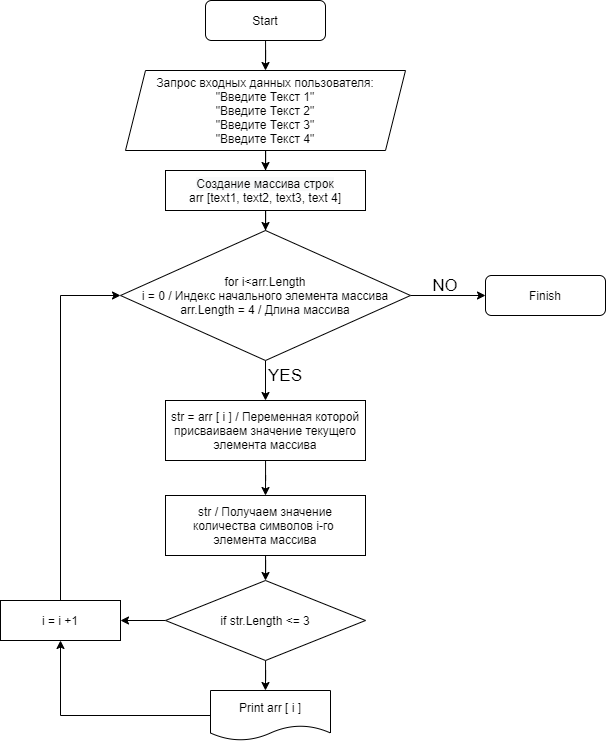 Start
Запрос входных данных пользователя:
"Введите Текст 1"
"Введите Текст 2"
"Введите Текст 3"
"Введите Текст 4"
Создание массива строк
arr [text1, text2, text3, text 4]
for i<arr.Length
i = 0 / Индекс начального элемента массива
arr.Length = 4 / Длина массива
NO
Finish
YES
str = arr [ i ] / Переменная которой
присваиваем значение текущего
элемента массива
str / Получаем значение
количества символов i-го
элемента массива
if str.Length <= 3
i = i +1
Print arr [ i ]